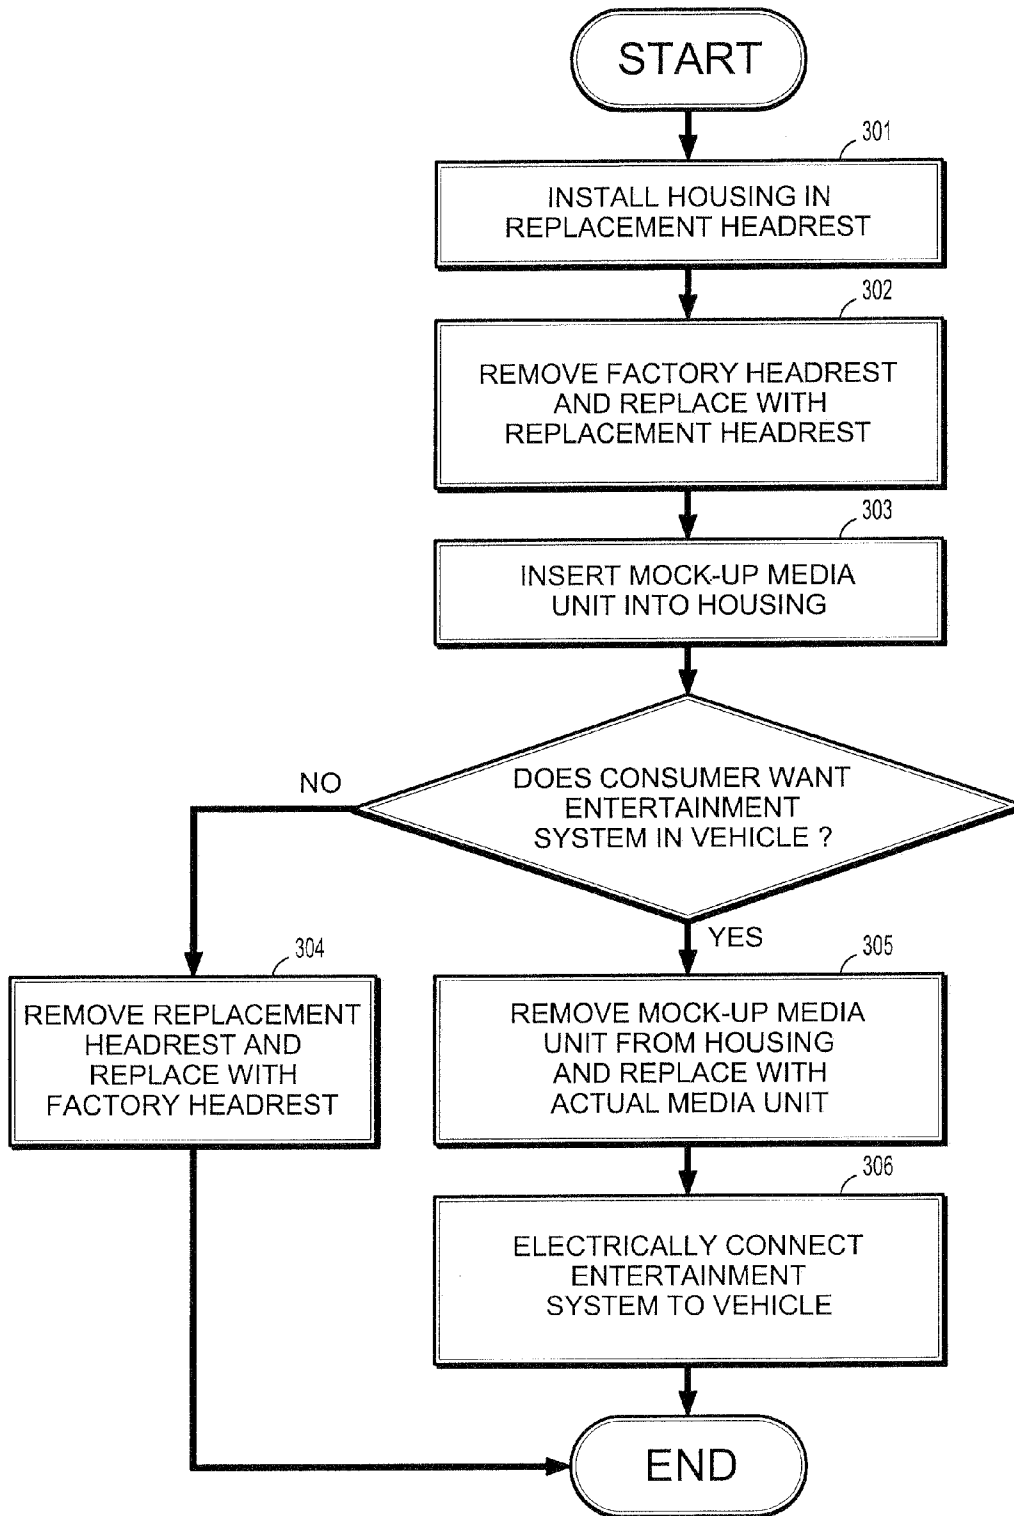 START
301
INSTALL HOUSING IN
REPLACEMENT HEADREST
302
REMOVE FACTORY HEADREST
AND REPLACE WITH
REPLACEMENT HEADREST
303
INSERT MOCK-UP MEDIA
UNIT INTO HOUSING
DOES CONSUMER WANT
ENTERTAINMENT
SYSTEM IN VEHICLE ?
NO
YES
304
REMOVE REPLACEMENT
HEADREST AND
REPLACE WITH
FACTORY HEADREST
305
REMOVE MOCK-UP MEDIA
UNIT FROM HOUSING
AND REPLACE WITH
ACTUAL MEDIA UNIT
306
ELECTRICALLY CONNECT
ENTERTAINMENT
SYSTEM TO VEHICLE
END